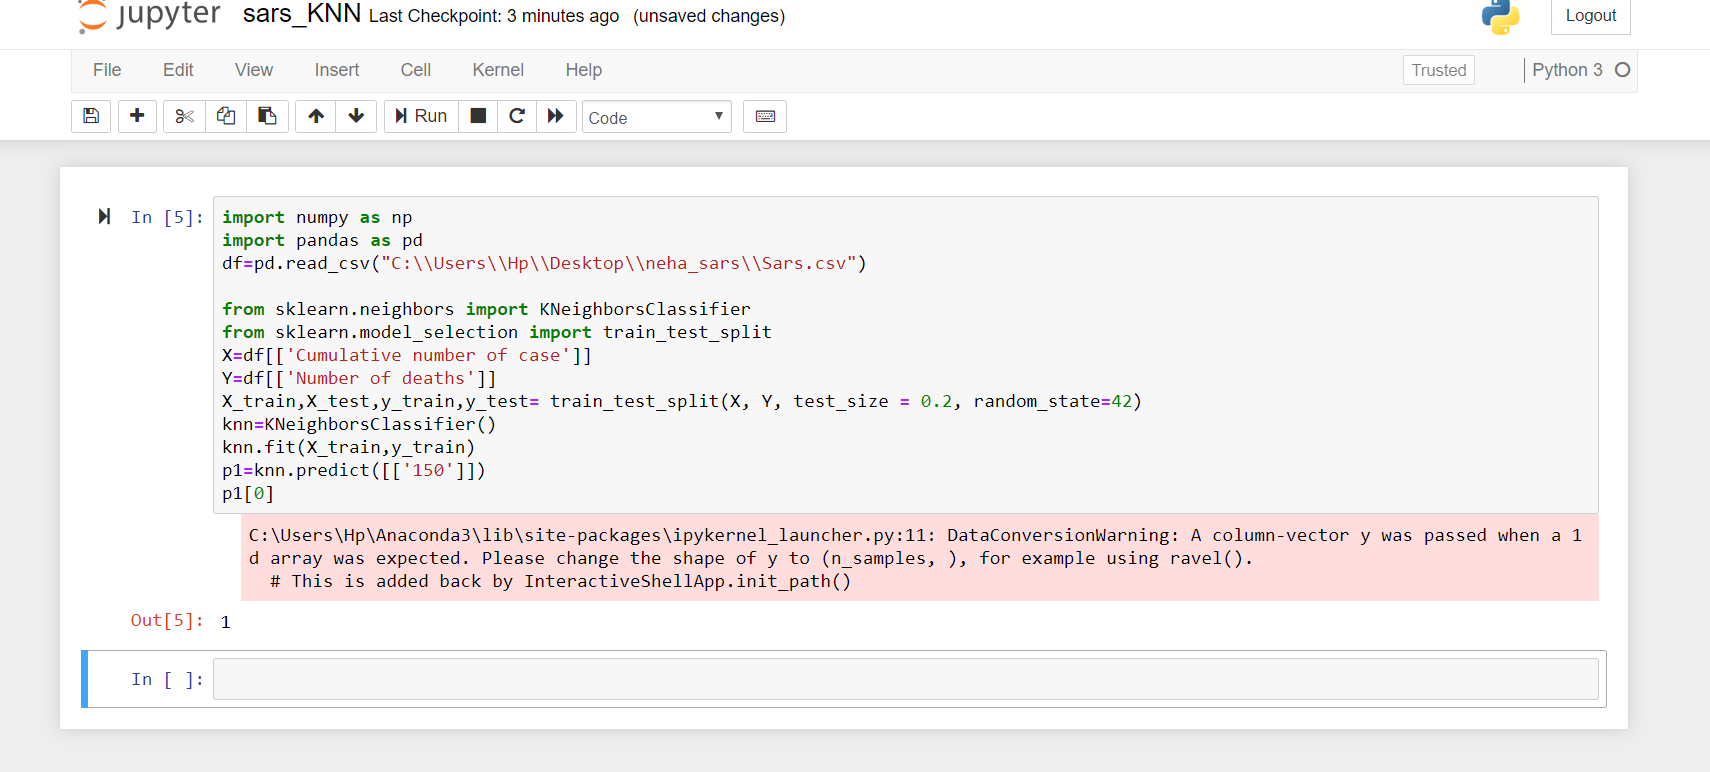 jupyter sars_KNN Last Checkpoint: 3 minutes ago (unsaved changes) Logout
File Edit View Insert Cell Kernel Help Trusted Python 3
Run Code
In [5]: import numpy as np
import pandas as pd
df=pd.read_csv("C:\\Users\\Hp\\Desktop\\neha_sars\\Sars.csv")
from sklearn.neighbors import KNeighborsClassifier
from sklearn.model_selection import train_test_split
X=df[['Cumulative number of case']]
Y=df[['Number of deaths']]
X_train,X_test,y_train,y_test= train_test_split(X, Y, test_size = 0.2, random_state=42)
knn=KNeighborsClassifier()
knn.fit(X_train,y_train)
p1=knn.predict([['150']])
p1[0]
C:\Users\Hp\Anaconda3\lib\site-packages\ipykernel_launcher.py:11: DataConversionWarning: A column-vector y was passed when a 1
d array was expected. Please change the shape of y to (n_samples, ), for example using ravel().
# This is added back by InteractiveShellApp.init_path()
Out[5]: 1
In [ ]: